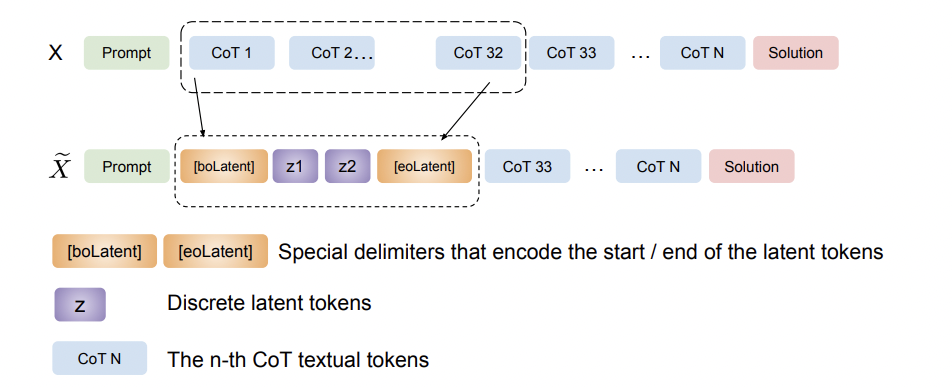 X Prompt CoT 1 CoT 2... CoT 32 CoT 33 ... CoT N Solution
X̃ Prompt [boLatent] z1 z2 [eoLatent] CoT 33 ... CoT N Solution
[boLatent] [eoLatent] Special delimiters that encode the start / end of the latent tokens
z Discrete latent tokens
CoT N The n-th CoT textual tokens